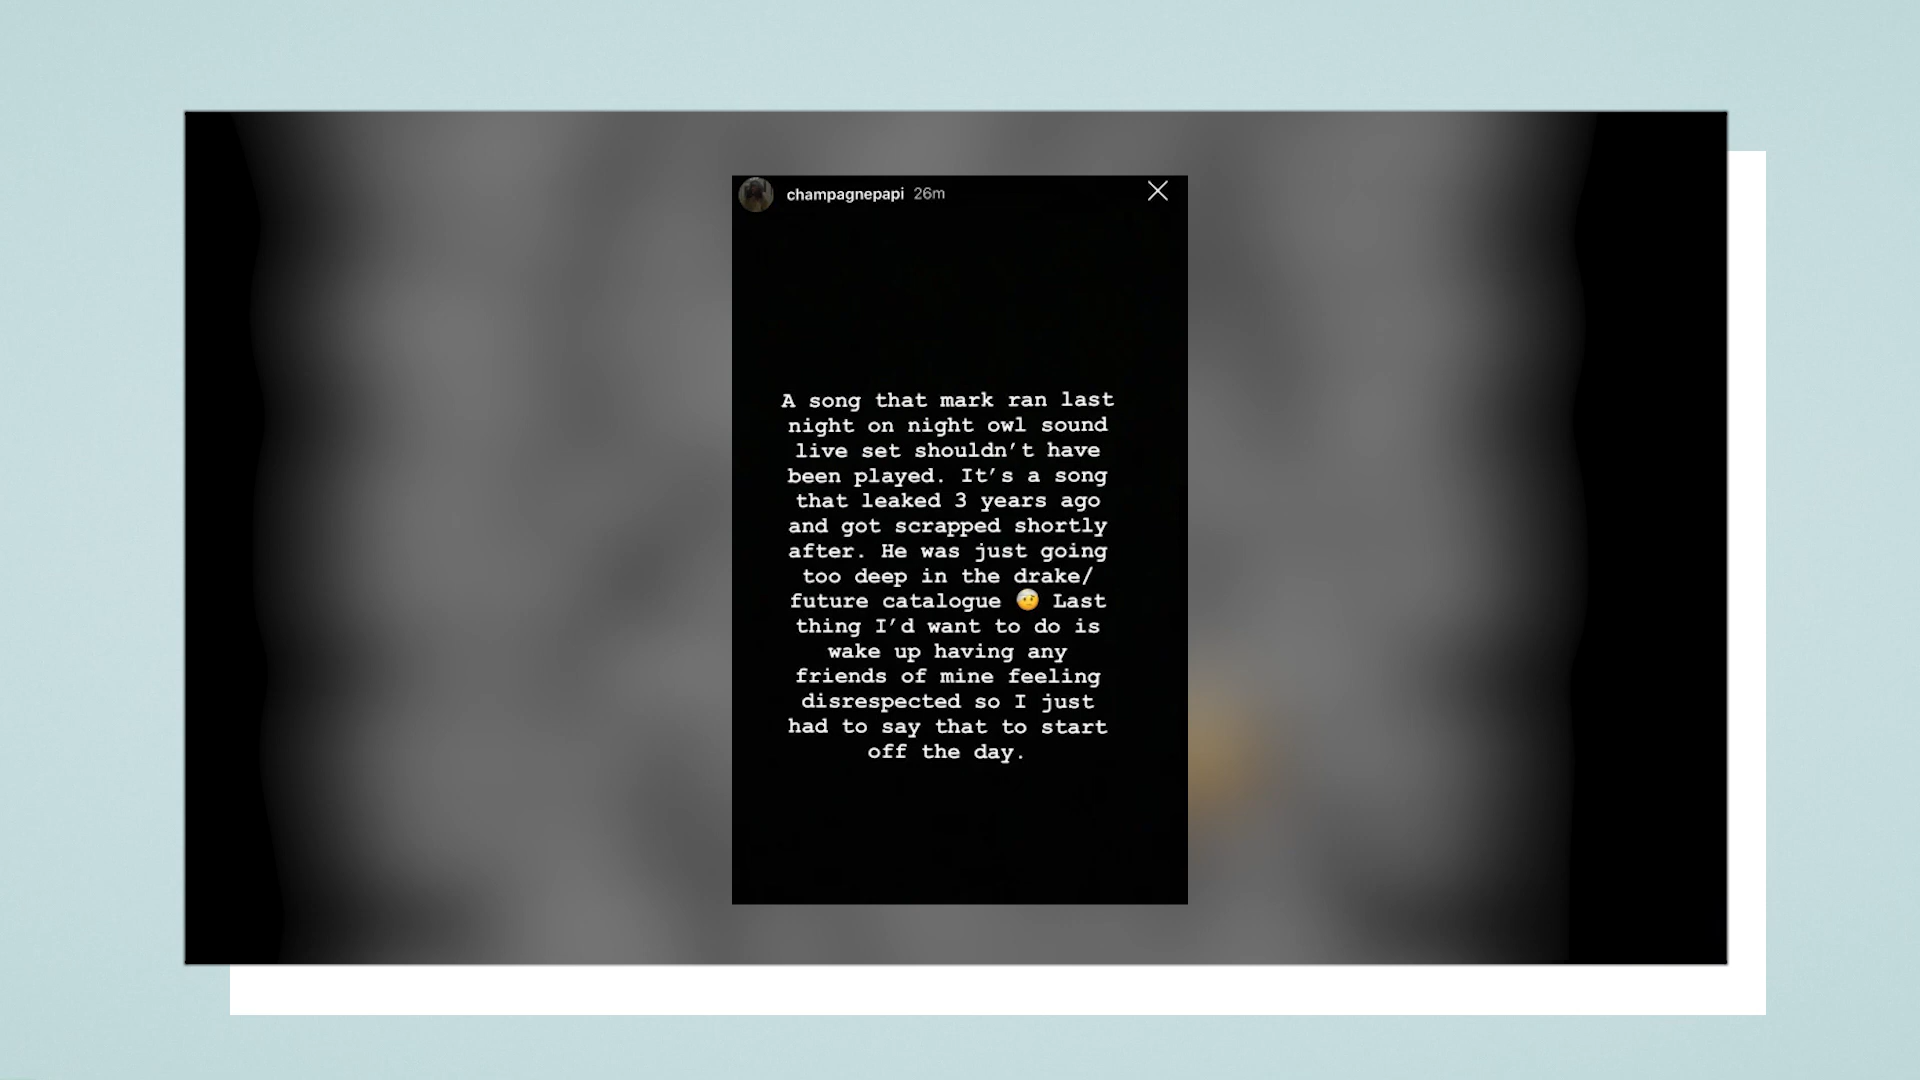 champagnepapi 26m
A song that mark ran last
night on night owl sound
live set shouldn’t have
been played. It’s a song
that leaked 3 years ago
and got scrapped shortly
after. He was just going
too deep in the drake/
future catalogue 🤕 Last
thing I’d want to do is
wake up having any
friends of mine feeling
disrespected so I just
had to say that to start
off the day.